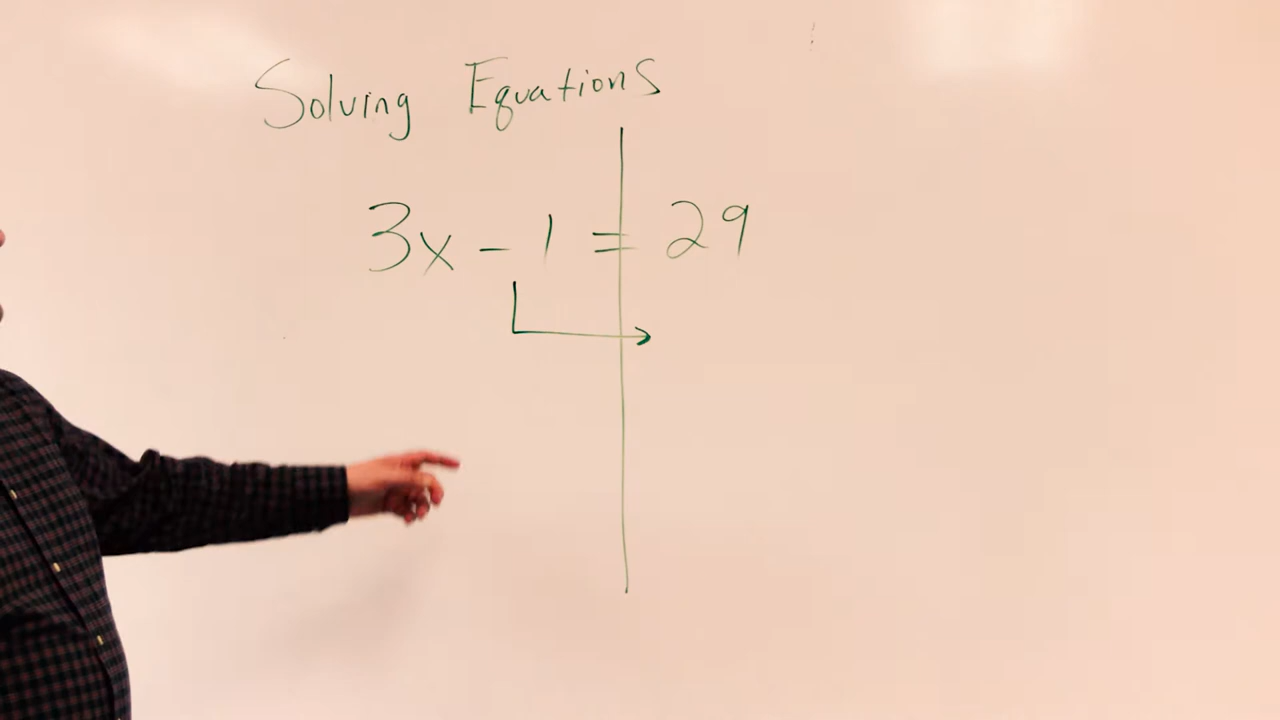 Solving Equations
3x - 1 = 29